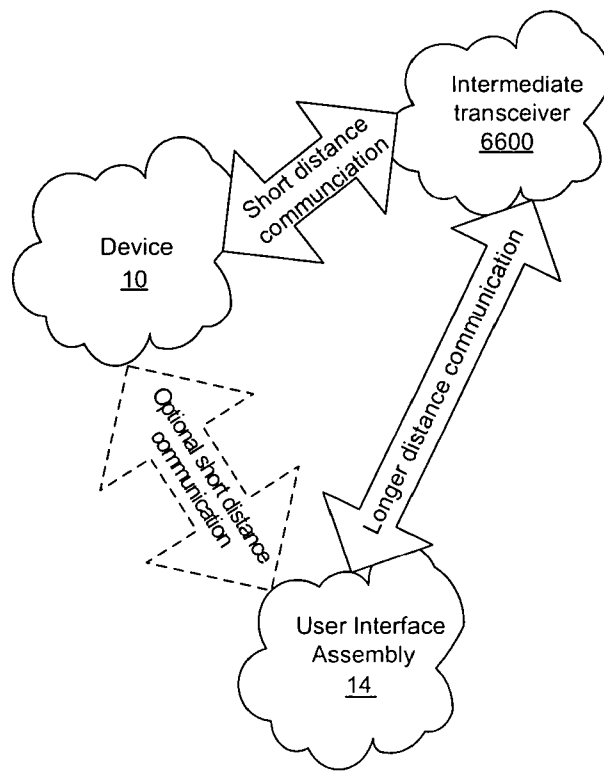 Intermediate
transceiver
6600
Short distance
communciation
Device
10
Longer distance communication
Optional short distance
communication
User Interface
Assembly
14